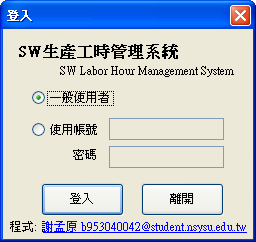 登入
SW生產工時管理系統
SW Labor Hour Management System
一般使用者
使用帳號
密碼
登入 離開
程式: 謝孟原 b953040042@student.nsysu.edu.tw